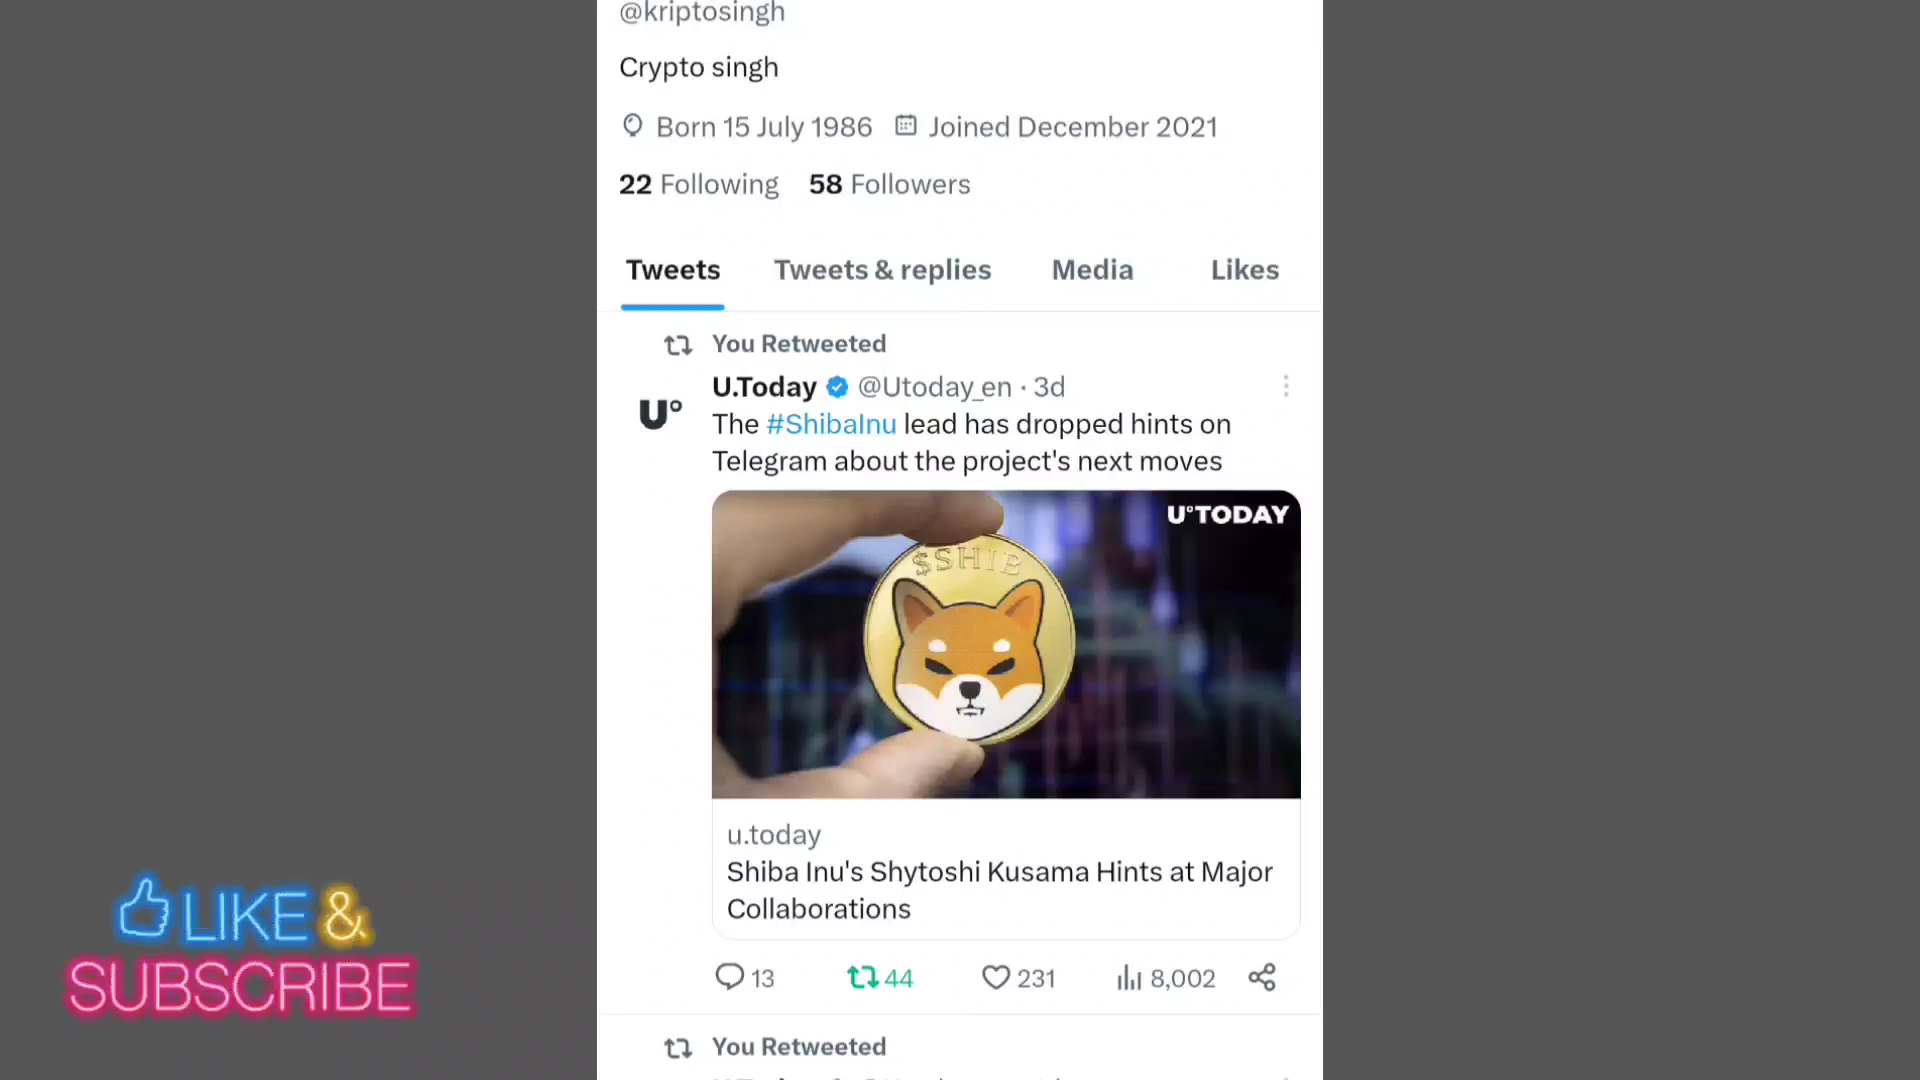 @kriptosingh
Crypto singh
Born 15 July 1986 Joined December 2021
22 Following 58 Followers
Tweets Tweets & replies Media Likes
You Retweeted
U.Today @Utoday_en · 3d
The #ShibaInu lead has dropped hints on
Telegram about the project's next moves
U°TODAY
$SHIB
u.today
Shiba Inu's Shytoshi Kusama Hints at Major
Collaborations
13 44 231 8,002
You Retweeted
LIKE &
SUBSCRIBE